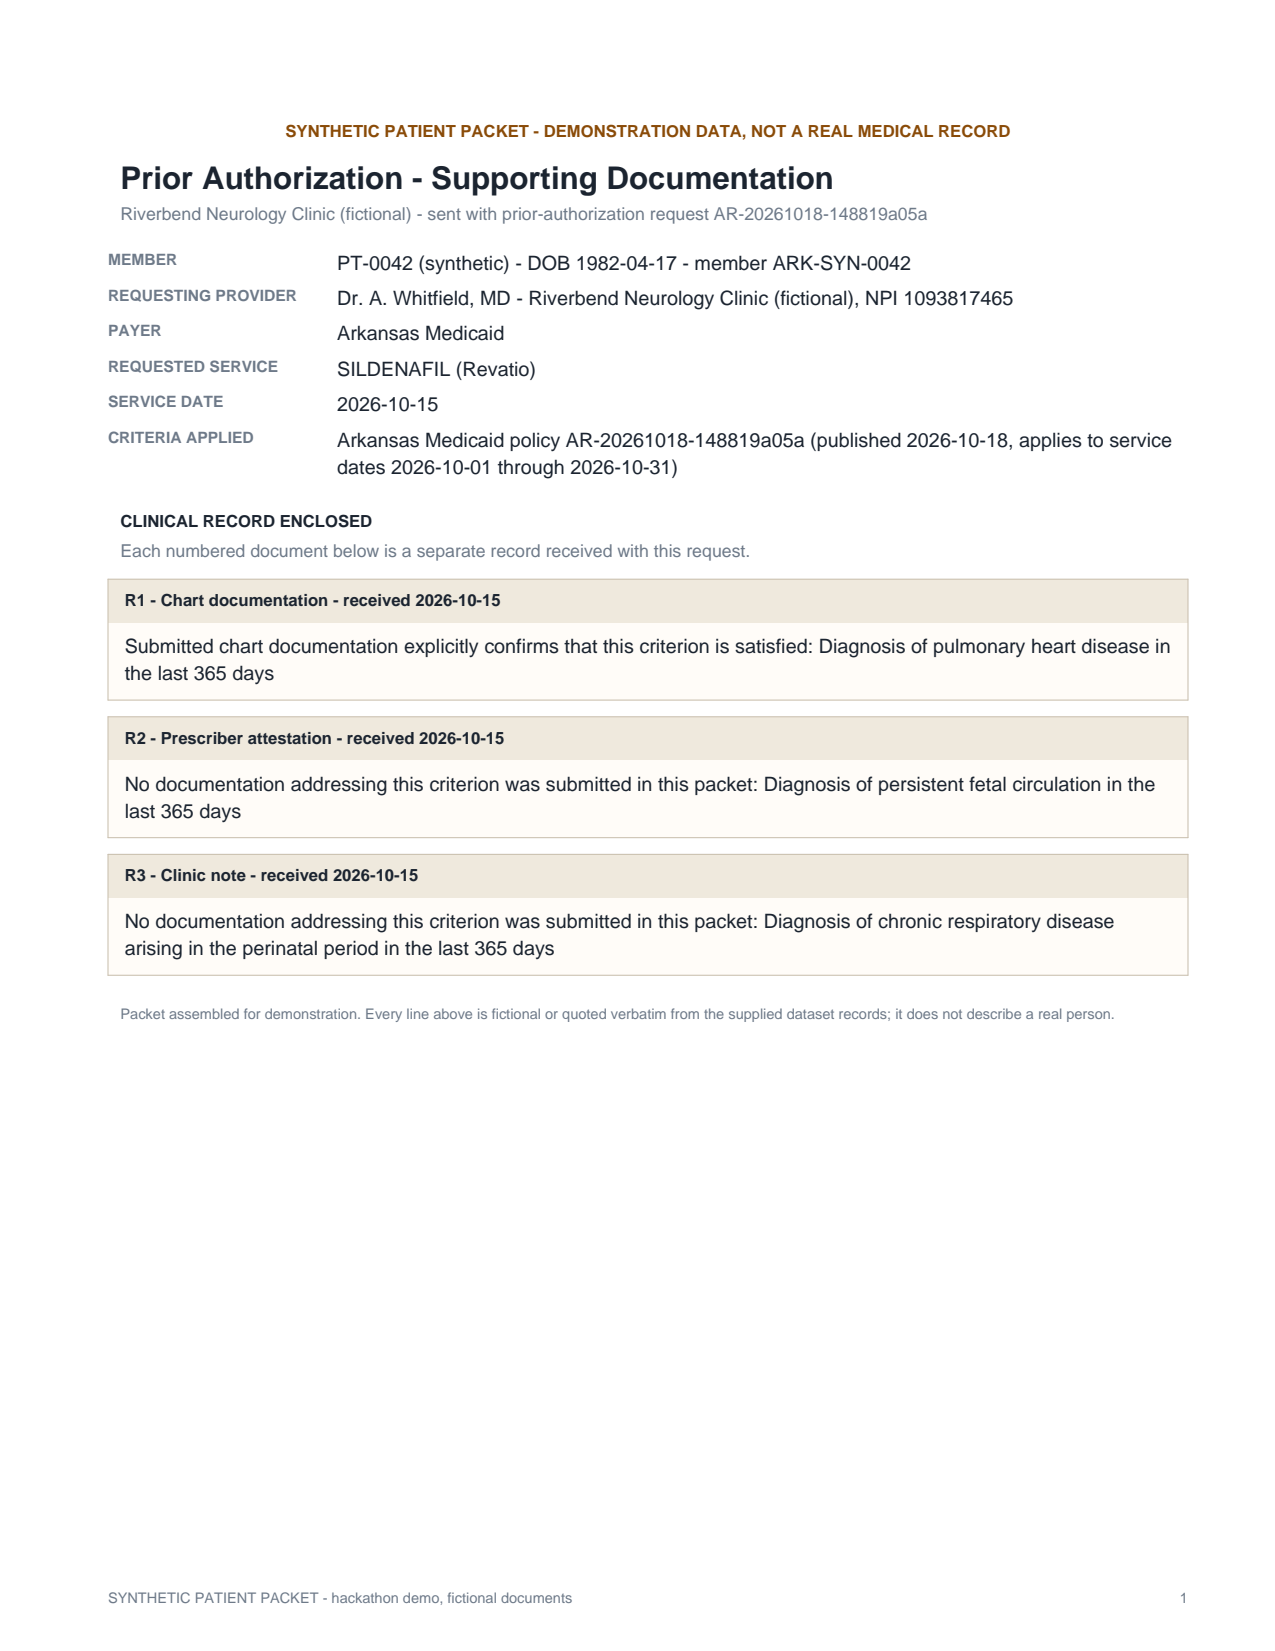 SYNTHETIC PATIENT PACKET - DEMONSTRATION DATA, NOT A REAL MEDICAL RECORD
Prior Authorization - Supporting Documentation
Riverbend Neurology Clinic (fictional) - sent with prior-authorization request AR-20261018-148819a05a
MEMBER PT-0042 (synthetic) - DOB 1982-04-17 - member ARK-SYN-0042
REQUESTING PROVIDER Dr. A. Whitfield, MD - Riverbend Neurology Clinic (fictional), NPI 1093817465
PAYER Arkansas Medicaid
REQUESTED SERVICE SILDENAFIL (Revatio)
SERVICE DATE 2026-10-15
CRITERIA APPLIED Arkansas Medicaid policy AR-20261018-148819a05a (published 2026-10-18, applies to service
dates 2026-10-01 through 2026-10-31)
CLINICAL RECORD ENCLOSED
Each numbered document below is a separate record received with this request.
R1 - Chart documentation - received 2026-10-15
Submitted chart documentation explicitly confirms that this criterion is satisfied: Diagnosis of pulmonary heart disease in
the last 365 days
R2 - Prescriber attestation - received 2026-10-15
No documentation addressing this criterion was submitted in this packet: Diagnosis of persistent fetal circulation in the
last 365 days
R3 - Clinic note - received 2026-10-15
No documentation addressing this criterion was submitted in this packet: Diagnosis of chronic respiratory disease
arising in the perinatal period in the last 365 days
Packet assembled for demonstration. Every line above is fictional or quoted verbatim from the supplied dataset records; it does not describe a real person.
SYNTHETIC PATIENT PACKET - hackathon demo, fictional documents 1